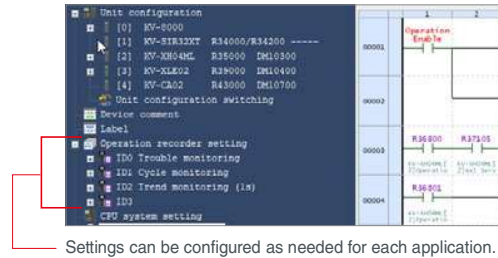 Unit configuration
[0] KV-8000
[1] KV-SIR32XT R34000/R34200 -----
[2] KV-XH04ML R35000 DM10300
[3] KV-XLE02 R39000 DM10400
[4] KV-CA02 R43000 DM10700
Unit configuration switching
Device comment
Label
Operation recorder setting
ID0 Trouble monitoring
ID1 Cycle monitoring
ID2 Trend monitoring (1s)
ID3
CPU system setting
1 2
Operation
Enable
00001
00002
R36800 R37105
00003
R36801
00004
Settings can be configured as needed for each application.